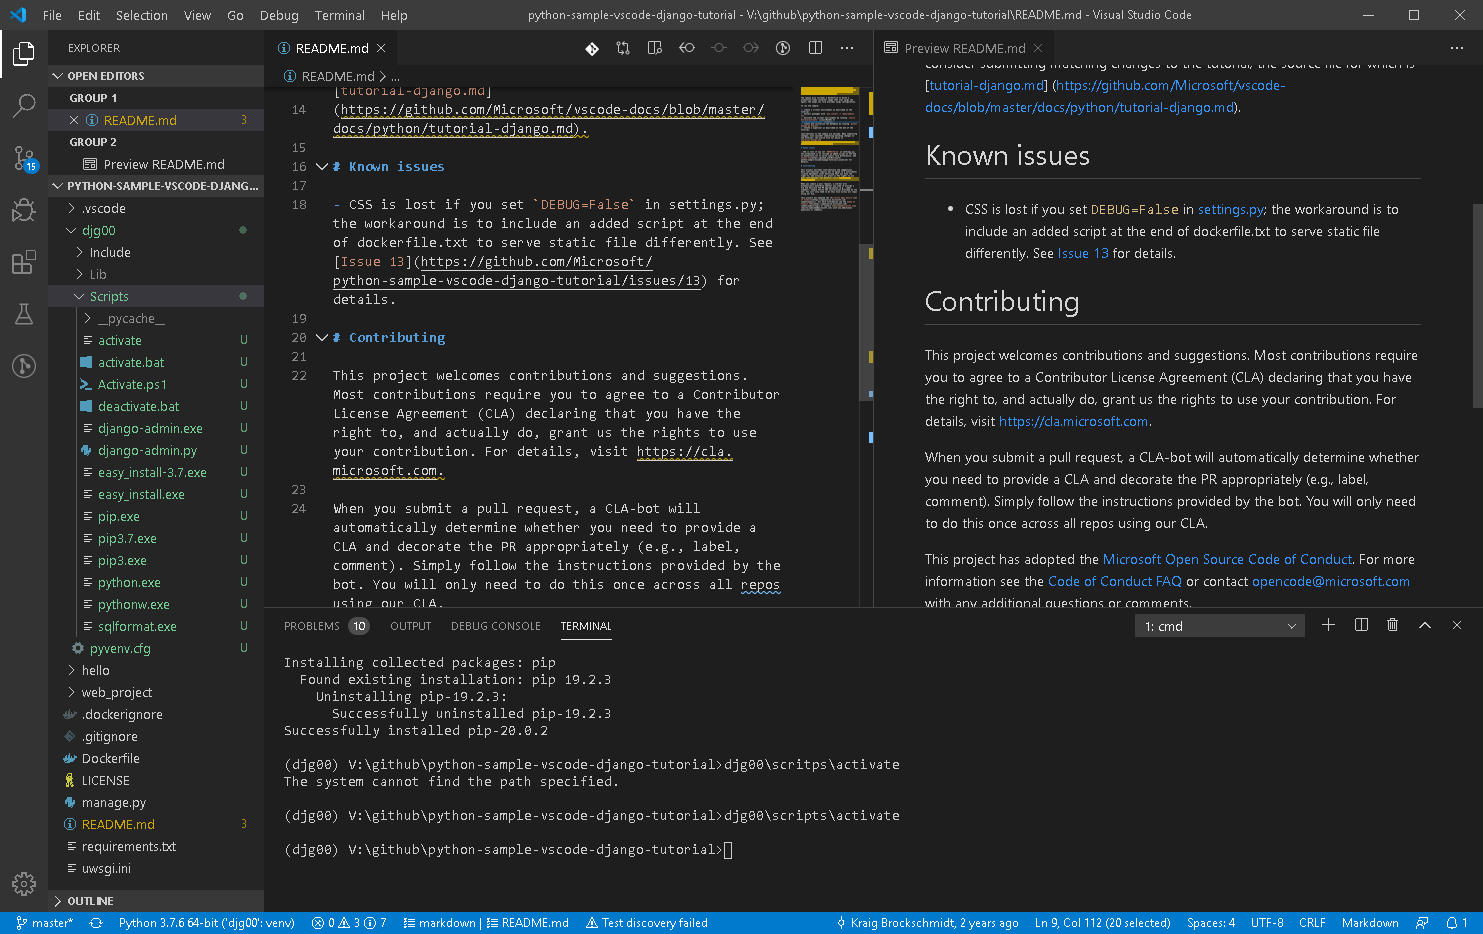 File Edit Selection View Go Debug Terminal Help python-sample-vscode-django-tutorial - V:\github\python-sample-vscode-django-tutorial\README.md - Visual Studio Code
EXPLORER
OPEN EDITORS
GROUP 1
README.md 3
GROUP 2
Preview README.md
PYTHON-SAMPLE-VSCODE-DJANG...
.vscode
djg00
Include
Lib
Scripts
__pycache__
activate U
activate.bat U
Activate.ps1 U
deactivate.bat U
django-admin.exe U
django-admin.py U
easy_install-3.7.exe U
easy_install.exe U
pip.exe U
pip3.7.exe U
pip3.exe U
python.exe U
pythonw.exe U
sqlformat.exe U
pyvenv.cfg U
hello
web_project
.dockerignore
.gitignore
Dockerfile
LICENSE
manage.py
README.md 3
requirements.txt
uwsgi.ini
OUTLINE
15
README.md
README.md > ...
[tutorial-django.md]
14 (https://github.com/Microsoft/vscode-docs/blob/master/
docs/python/tutorial-django.md).
15
16 # Known issues
17
18 - CSS is lost if you set `DEBUG=False` in settings.py;
the workaround is to include an added script at the end
of dockerfile.txt to serve static file differently. See
[Issue 13](https://github.com/Microsoft/
python-sample-vscode-django-tutorial/issues/13) for
details.
19
20 # Contributing
21
22 This project welcomes contributions and suggestions.
Most contributions require you to agree to a Contributor
License Agreement (CLA) declaring that you have the
right to, and actually do, grant us the rights to use
your contribution. For details, visit https://cla.
microsoft.com.
23
24 When you submit a pull request, a CLA-bot will
automatically determine whether you need to provide a
CLA and decorate the PR appropriately (e.g., label,
comment). Simply follow the instructions provided by the
bot. You will only need to do this once across all repos
using our CLA.
Preview README.md
consider submitting matching changes to the tutorial, the source file for which is
[tutorial-django.md] (https://github.com/Microsoft/vscode-
docs/blob/master/docs/python/tutorial-django.md).
Known issues
• CSS is lost if you set DEBUG=False in settings.py; the workaround is to
include an added script at the end of dockerfile.txt to serve static file
differently. See Issue 13 for details.
Contributing
This project welcomes contributions and suggestions. Most contributions require
you to agree to a Contributor License Agreement (CLA) declaring that you have
the right to, and actually do, grant us the rights to use your contribution. For
details, visit https://cla.microsoft.com.
When you submit a pull request, a CLA-bot will automatically determine whether
you need to provide a CLA and decorate the PR appropriately (e.g., label,
comment). Simply follow the instructions provided by the bot. You will only need
to do this once across all repos using our CLA.
This project has adopted the Microsoft Open Source Code of Conduct. For more
information see the Code of Conduct FAQ or contact opencode@microsoft.com
with any additional questions or comments.
PROBLEMS 10 OUTPUT DEBUG CONSOLE TERMINAL 1: cmd
Installing collected packages: pip
Found existing installation: pip 19.2.3
Uninstalling pip-19.2.3:
Successfully uninstalled pip-19.2.3
Successfully installed pip-20.0.2
(djg00) V:\github\python-sample-vscode-django-tutorial>djg00\scritps\activate
The system cannot find the path specified.
(djg00) V:\github\python-sample-vscode-django-tutorial>djg00\scripts\activate
(djg00) V:\github\python-sample-vscode-django-tutorial>
master* Python 3.7.6 64-bit ('djg00': venv) 0 3 7 markdown | README.md Test discovery failed Kraig Brockschmidt, 2 years ago Ln 9, Col 112 (20 selected) Spaces: 4 UTF-8 CRLF Markdown 1